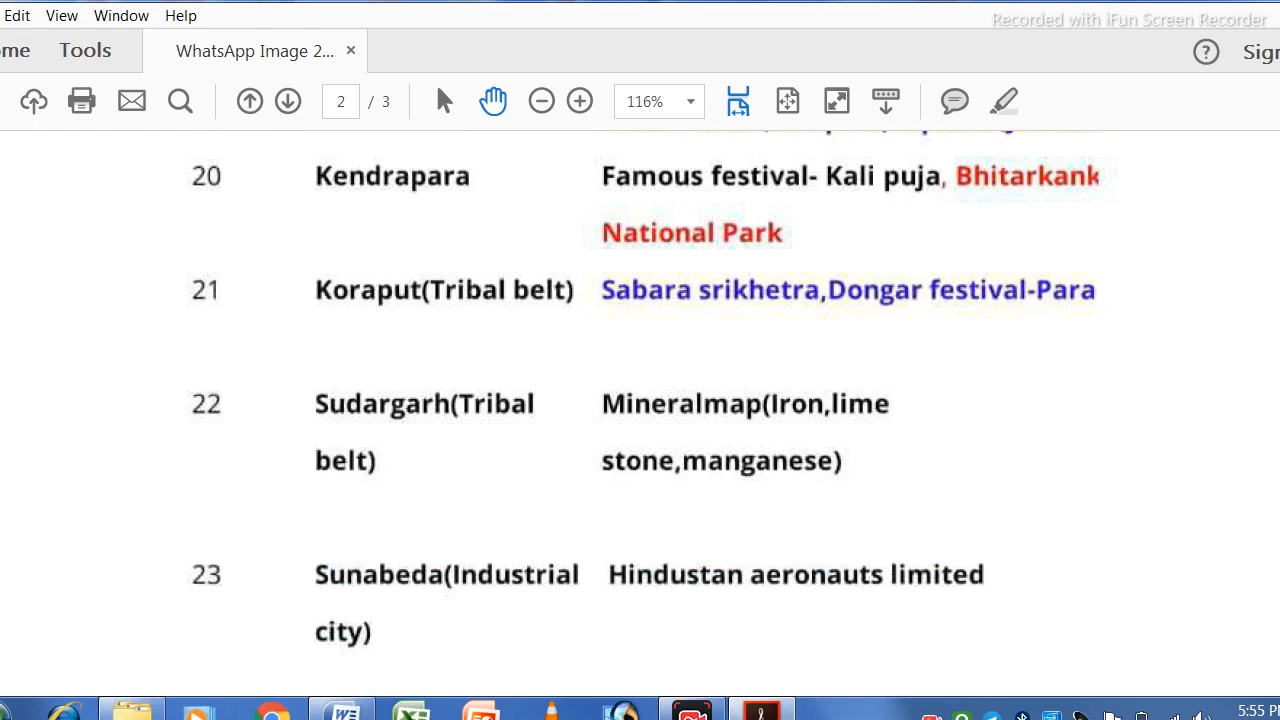 Edit View Window Help
Recorded with iFun Screen Recorder
ome Tools WhatsApp Image 2... × ? Sign
2 / 3 116%
20 Kendrapara Famous festival- Kali puja, Bhitarkank
National Park
21 Koraput(Tribal belt) Sabara srikhetra,Dongar festival-Para
22 Sudargarh(Tribal Mineralmap(Iron,lime
belt) stone,manganese)
23 Sunabeda(Industrial Hindustan aeronauts limited
city)
5:55 PM